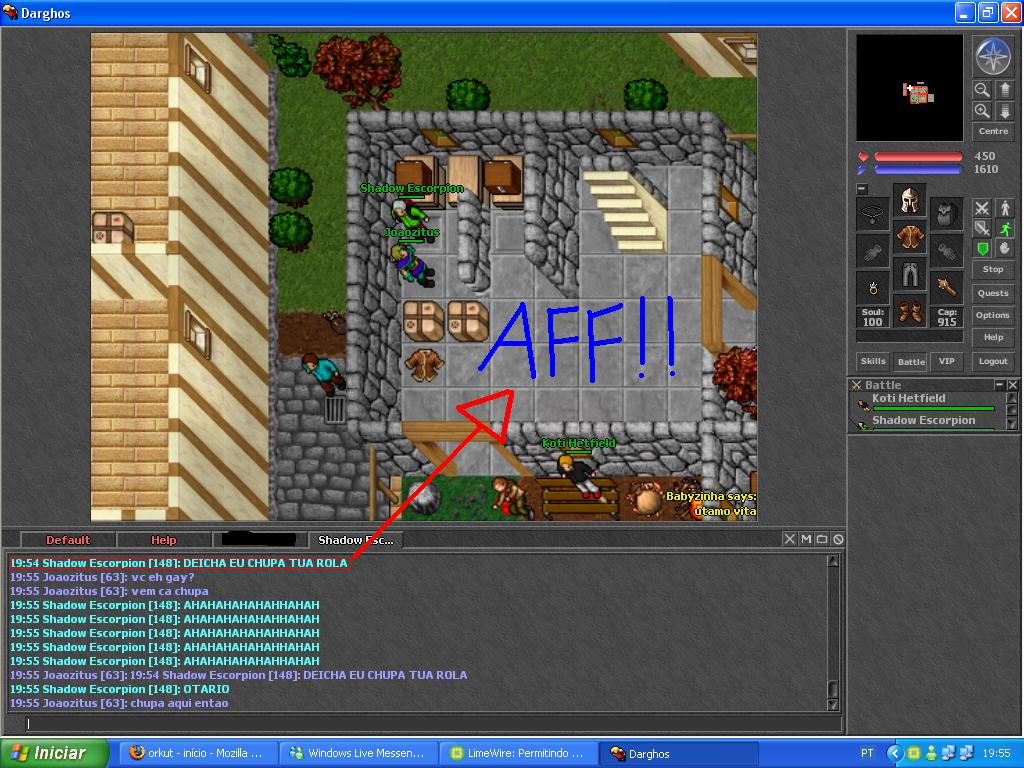 Darghos
Shadow Escorpion
Joaozitus
AFF!!
Koti Hetfield
Babyzinha says:
utamo vita
Centre
450
1610
Soul:
100
Cap:
915
Stop
Quests
Options
Help
Skills
Battle
VIP
Logout
Battle
Koti Hetfield
Shadow Escorpion
Default
Help
Shadow Esc...
19:54 Shadow Escorpion [148]: DEICHA EU CHUPA TUA ROLA
19:55 Joaozitus [63]: vc eh gay?
19:55 Joaozitus [63]: vem ca chupa
19:55 Shadow Escorpion [148]: AHAHAHAHAHAHHAHAH
19:55 Shadow Escorpion [148]: AHAHAHAHAHAHHAHAH
19:55 Shadow Escorpion [148]: AHAHAHAHAHAHHAHAH
19:55 Shadow Escorpion [148]: AHAHAHAHAHAHHAHAH
19:55 Shadow Escorpion [148]: AHAHAHAHAHAHHAHAH
19:55 Joaozitus [63]: 19:54 Shadow Escorpion [148]: DEICHA EU CHUPA TUA ROLA
19:55 Shadow Escorpion [148]: OTARIO
19:55 Joaozitus [63]: chupa aqui entao
Iniciar
orkut - início - Mozilla ...
Windows Live Messen...
LimeWire: Permitindo ...
Darghos
PT
19:55